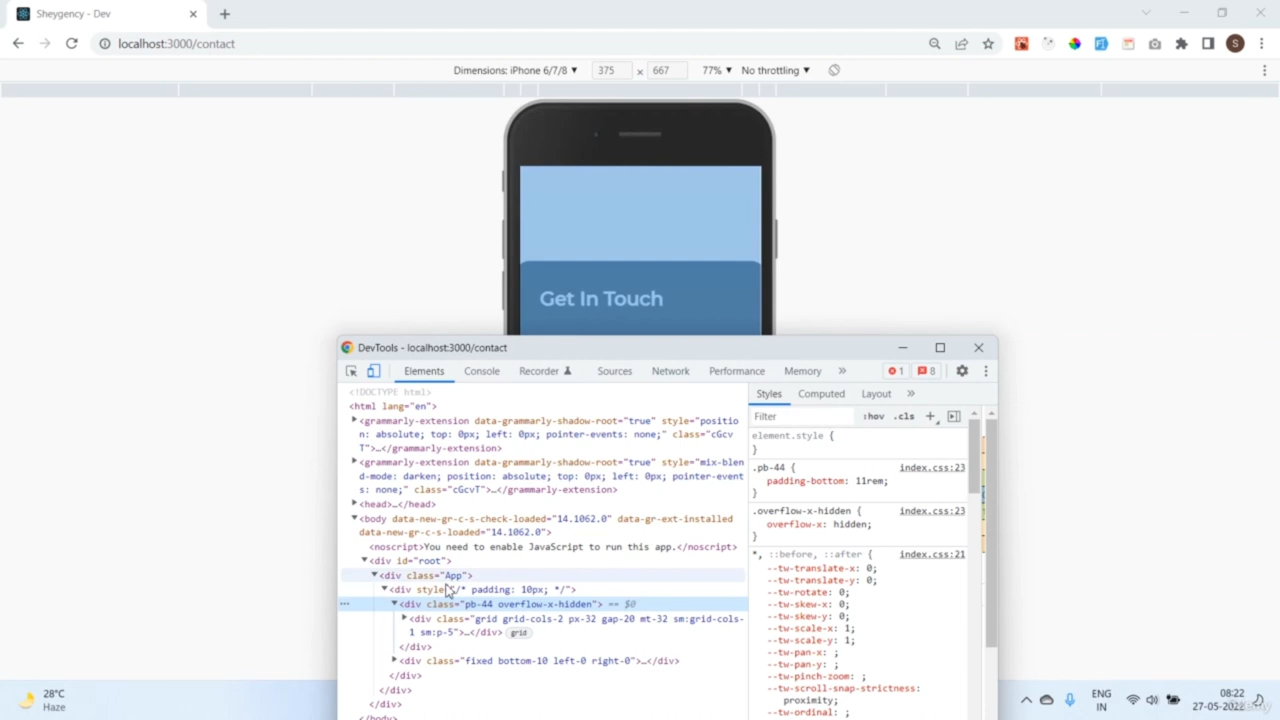 Sheygency - Dev
localhost:3000/contact
S
Dimensions: iPhone 6/7/8 ▼ 375 x 667 77% ▼ No throttling ▼
Get In Touch
DevTools - localhost:3000/contact
Elements Console Recorder Sources Network Performance Memory » 1 8
<!DOCTYPE html>
<html lang="en">
<grammarly-extension data-grammarly-shadow-root="true" style="positio
n: absolute; top: 0px; left: 0px; pointer-events: none;" class="cGcv
T">…</grammarly-extension>
<grammarly-extension data-grammarly-shadow-root="true" style="mix-blen
d-mode: darken; position: absolute; top: 0px; left: 0px; pointer-event
s: none;" class="cGcvT">…</grammarly-extension>
<head>…</head>
<body data-new-gr-c-s-check-loaded="14.1062.0" data-gr-ext-installed
data-new-gr-c-s-loaded="14.1062.0">
<noscript>You need to enable JavaScript to run this app.</noscript>
<div id="root">
<div class="App">
<div style="/* padding: 10px; */">
<div class="pb-44 overflow-x-hidden"> == $0
<div class="grid grid-cols-2 px-32 gap-20 mt-32 sm:grid-cols-
1 sm:p-5">…</div> grid
</div>
<div class="fixed bottom-10 left-0 right-0">…</div>
</div>
</div>
</div>
</body>
Styles Computed Layout »
Filter :hov .cls +
element.style {
}
.pb-44 { index.css:23
padding-bottom: 11rem;
}
.overflow-x-hidden { index.css:23
overflow-x: hidden;
}
*, ::before, ::after { index.css:21
--tw-translate-x: 0;
--tw-translate-y: 0;
--tw-rotate: 0;
--tw-skew-x: 0;
--tw-skew-y: 0;
--tw-scale-x: 1;
--tw-scale-y: 1;
--tw-pan-x: ;
--tw-pan-y: ;
--tw-pinch-zoom: ;
--tw-scroll-snap-strictness:
proximity;
--tw-ordinal: ;
28°C
Haze
ENG
IN
08:22
27-05-2022